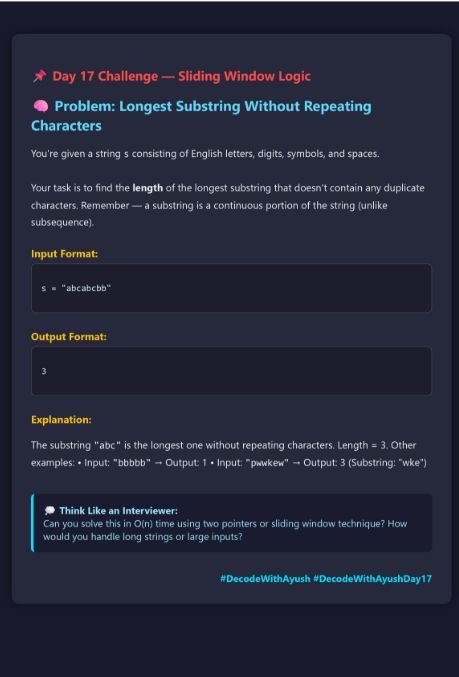 📌 Day 17 Challenge — Sliding Window Logic
🧠 Problem: Longest Substring Without Repeating
Characters
You're given a string s consisting of English letters, digits, symbols, and spaces.
Your task is to find the length of the longest substring that doesn't contain any duplicate
characters. Remember — a substring is a continuous portion of the string (unlike
subsequence).
Input Format:
s = "abcabcbb"
Output Format:
3
Explanation:
The substring "abc" is the longest one without repeating characters. Length = 3. Other
examples: • Input: "bbbbb" → Output: 1 • Input: "pwwkew" → Output: 3 (Substring: "wke")
💭 Think Like an Interviewer:
Can you solve this in O(n) time using two pointers or sliding window technique? How
would you handle long strings or large inputs?
#DecodeWithAyush #DecodeWithAyushDay17